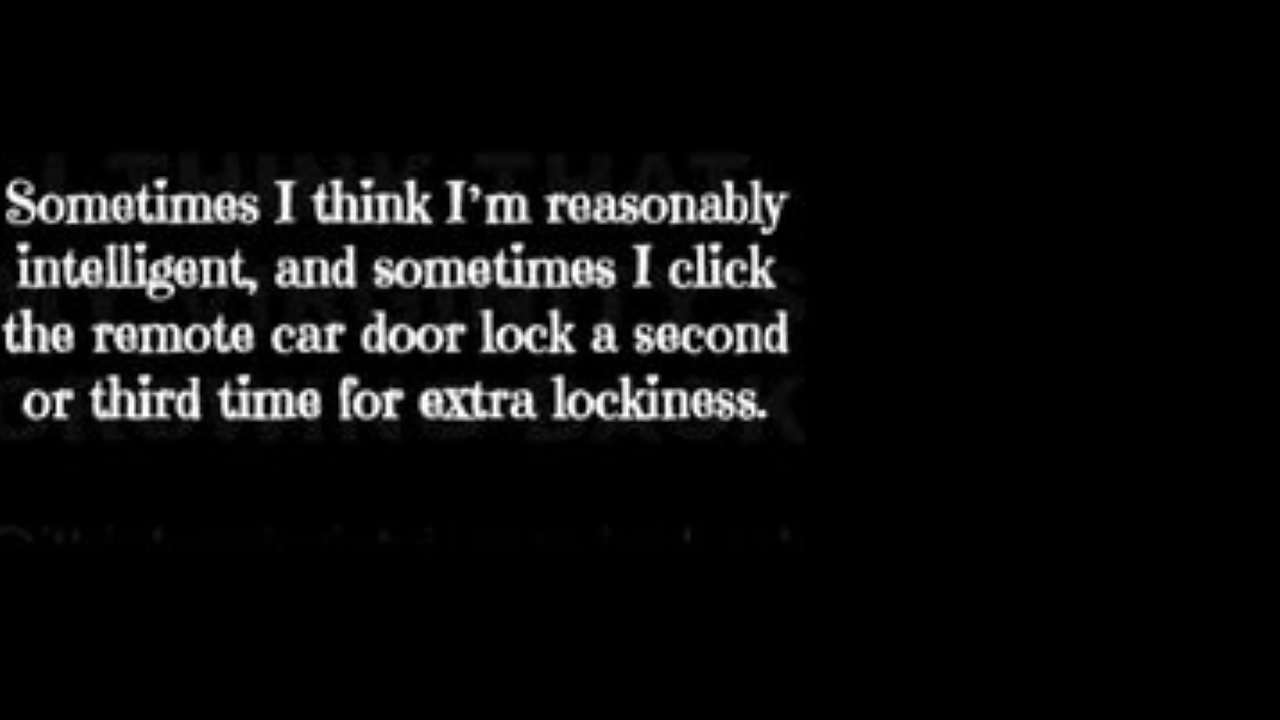 Sometimes I think I'm reasonably
intelligent, and sometimes I click
the remote car door lock a second
or third time for extra lockiness.